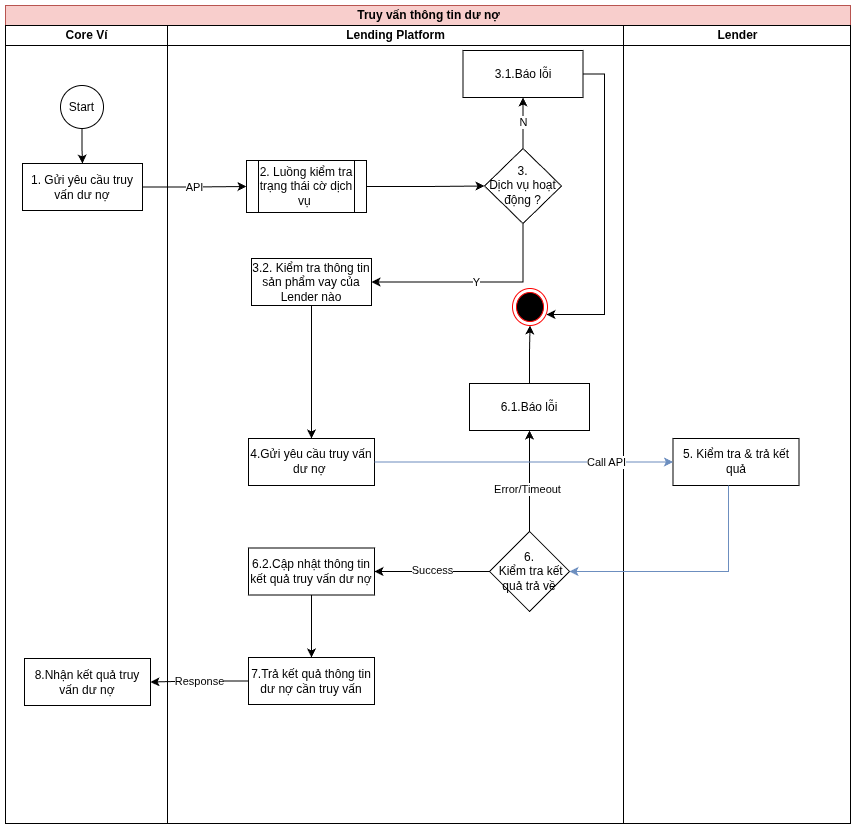 Truy vấn thông tin dư nợ
Core Ví
Lending Platform
Lender
3.1.Báo lỗi
Start
N
1. Gửi yêu cầu truy
vấn dư nợ
API
2. Luồng kiểm tra
trạng thái cờ dịch
vụ
3.
Dịch vụ hoạt
động ?
3.2. Kiểm tra thông tin
sản phẩm vay của
Lender nào
Y
6.1.Báo lỗi
4.Gửi yêu cầu truy vấn
dư nợ
Call API
5. Kiểm tra & trả kết
quả
Error/Timeout
6.2.Cập nhật thông tin
kết quả truy vấn dư nợ
Success
6.
Kiểm tra kết
quả trả về
8.Nhận kết quả truy
vấn dư nợ
Response
7.Trả kết quả thông tin
dư nợ cần truy vấn